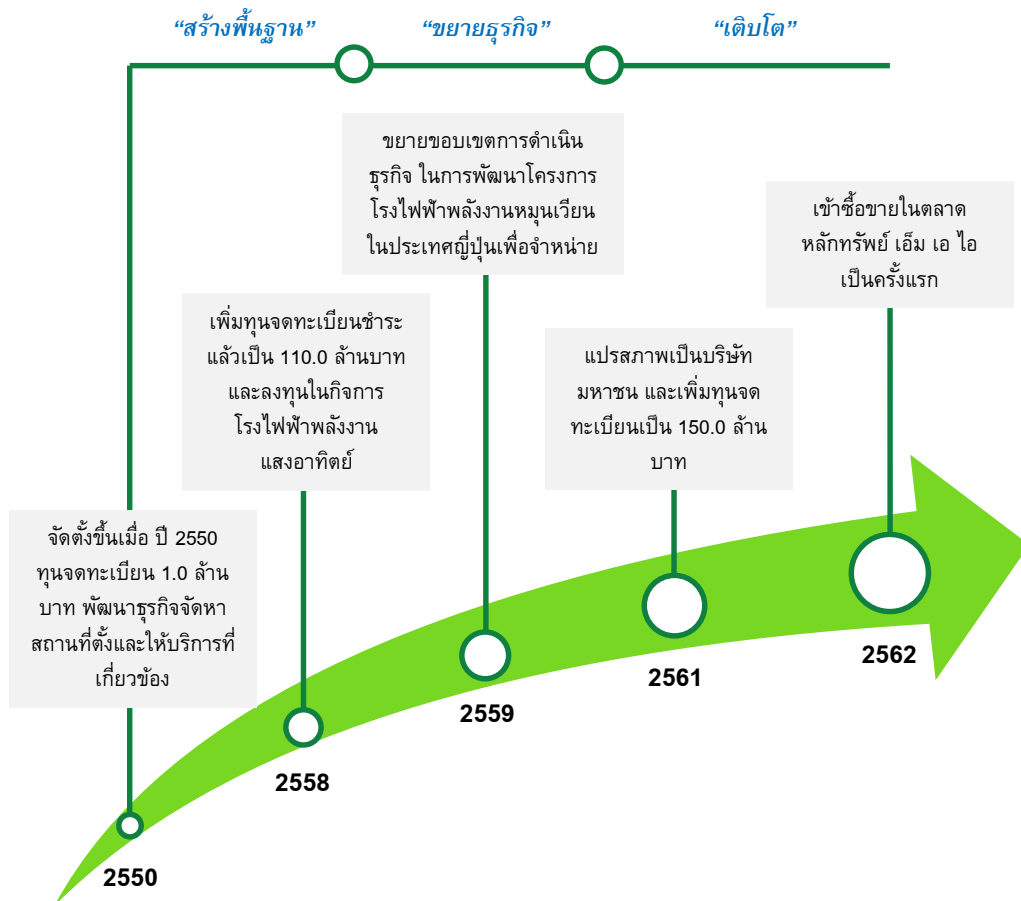 “สร้างพื้นฐาน” “ขยายธุรกิจ” “เติบโต”
ขยายขอบเขตการดำเนิน
ธุรกิจ ในการพัฒนาโครงการ
โรงไฟฟ้าพลังงานหมุนเวียน
ในประเทศญี่ปุ่นเพื่อจำหน่าย
เข้าซื้อขายในตลาด
หลักทรัพย์ เอ็ม เอ ไอ
เป็นครั้งแรก
เพิ่มทุนจดทะเบียนชำระ
แล้วเป็น 110.0 ล้านบาท
และลงทุนในกิจการ
โรงไฟฟ้าพลังงาน
แสงอาทิตย์
แปรสภาพเป็นบริษัท
มหาชน และเพิ่มทุนจด
ทะเบียนเป็น 150.0 ล้าน
บาท
จัดตั้งขึ้นเมื่อ ปี 2550
ทุนจดทะเบียน 1.0 ล้าน
บาท พัฒนาธุรกิจจัดหา
สถานที่ตั้งและให้บริการที่
เกี่ยวข้อง
2562
2561
2559
2558
2550